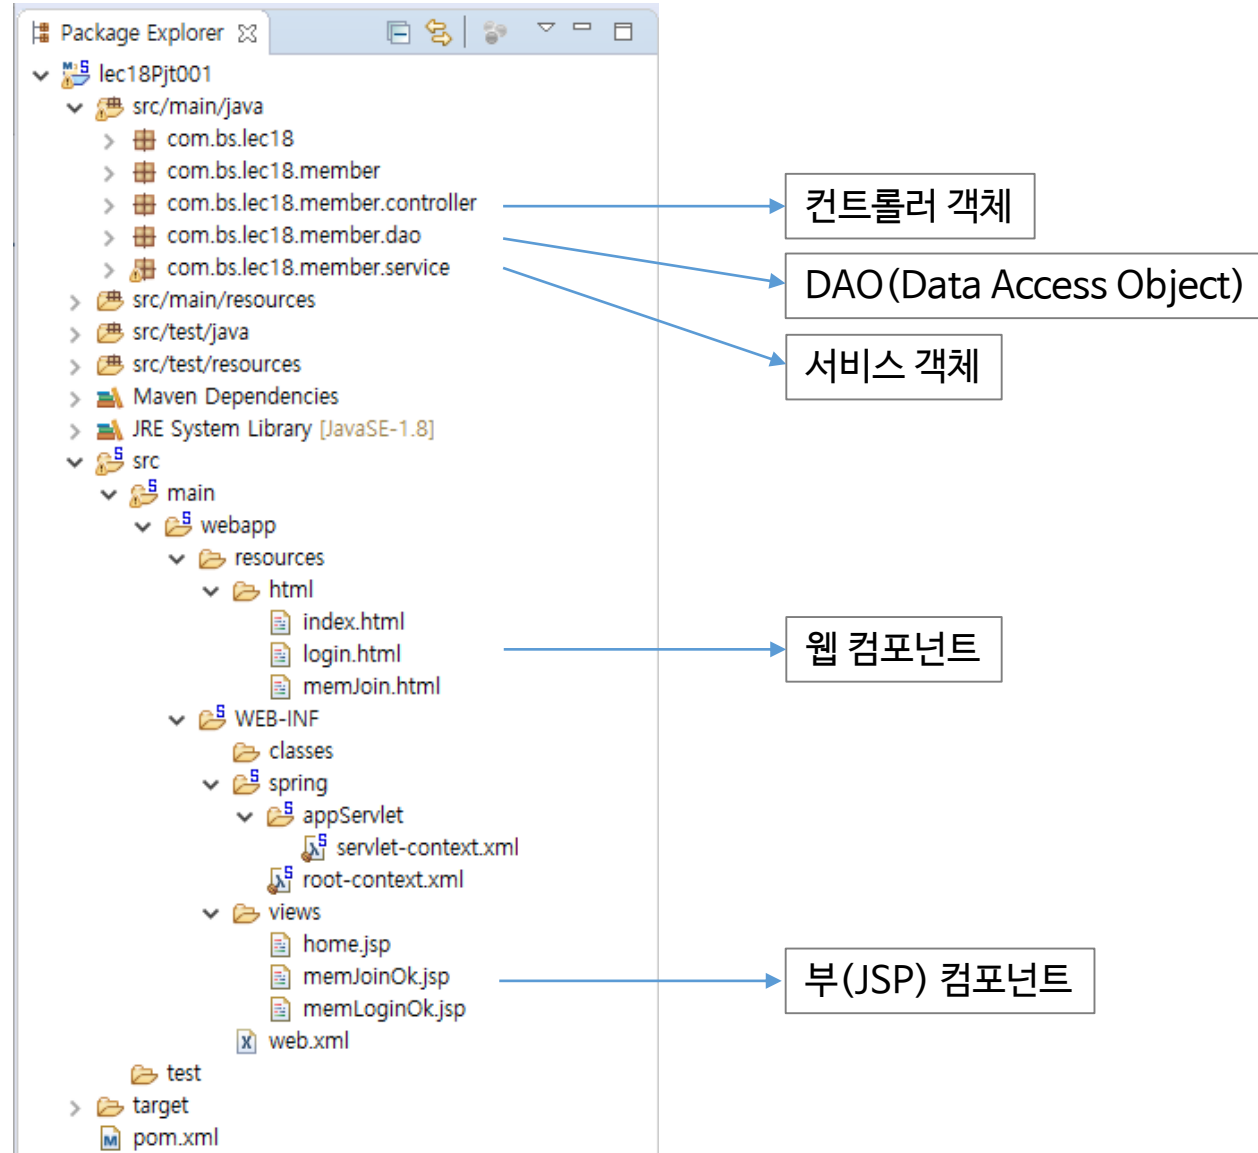 Package Explorer
lec18Pjt001
src/main/java
com.bs.lec18
com.bs.lec18.member
com.bs.lec18.member.controller
컨트롤러 객체
com.bs.lec18.member.dao
DAO(Data Access Object)
com.bs.lec18.member.service
서비스 객체
src/main/resources
src/test/java
src/test/resources
Maven Dependencies
JRE System Library [JavaSE-1.8]
src
main
webapp
resources
html
index.html
login.html
웹 컴포넌트
memJoin.html
WEB-INF
classes
spring
appServlet
servlet-context.xml
root-context.xml
views
home.jsp
memJoinOk.jsp
부(JSP) 컴포넌트
memLoginOk.jsp
web.xml
test
target
pom.xml